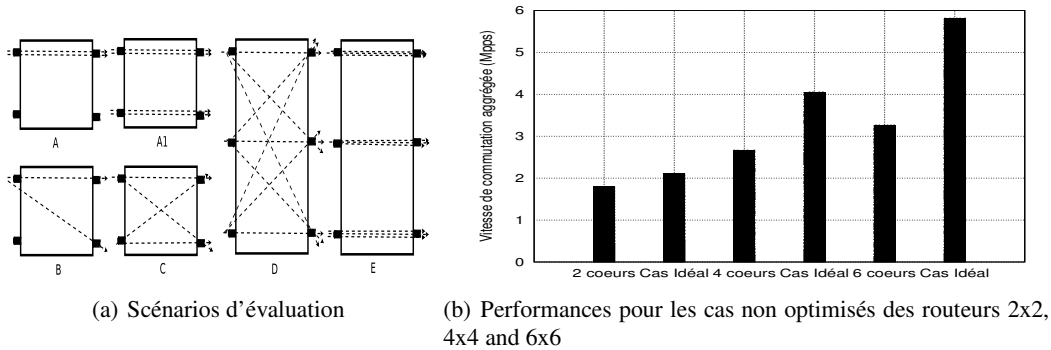 A
A1
B
C
D
E
(a) Scénarios d'évaluation
Vitesse de commutation aggrégée (Mpps)
6
5
4
3
2
1
0
2 coeurs Cas Idéal 4 coeurs Cas Idéal 6 coeurs Cas Idéal
(b) Performances pour les cas non optimisés des routeurs 2x2,
4x4 and 6x6